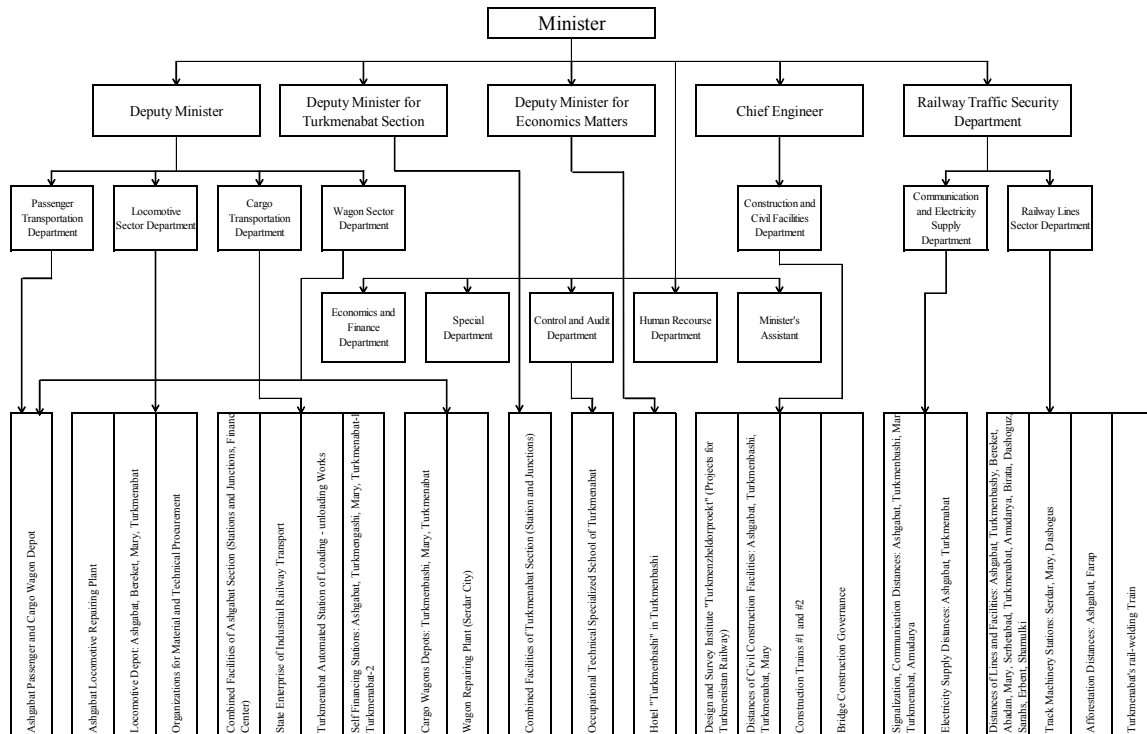 Minister
Deputy Minister
Deputy Minister for
Turkmenabat Section
Deputy Minister for
Economics Matters
Chief Engineer
Railway Traffic Security
Department
Passenger
Transportation
Department
Locomotive
Sector Department
Cargo
Transportation
Department
Wagon Sector
Department
Construction and
Civil Facilities
Department
Communication
and Electricity
Supply
Department
Railway Lines
Sector Department
Economics and
Finance
Department
Special
Department
Control and Audit
Department
Human Recourse
Department
Minister's
Assistant
Ashgabat Passenger and Cargo Wagon Depot
Ashgabat Locomotive Repairing Plant
Locomotive Depot: Ashgabat, Bereket, Mary, Turkmenabat
Organizations for Material and Technical Procurement
Combined Facilities of Ashgabat Section (Stations and Junctions, Financ
Center)
State Enterprise of Industrial Railway Transport
Turkmenabat Automated Station of Loading - unloading Works
Self Financing Stations: Ashgabat, Turkmengashi, Mary, Turkmenabat-1
Turkmenabat-2
Cargo Wagons Depots: Turkmenbashi, Mary, Turkmenabat
Wagon Repairing Plant (Serdar City)
Combined Facilities of Turkmenabat Section (Station and Junctions)
Occupational Technical Specialized School of Turkmenabat
Hotel "Turkmenbashi" in Turkmenbashi
Design and Survey Institute "Turkmenzheldorproekt" (Projects for
Turkmenistan Railway)
Distances of Civil Construction Facilities: Ashgabat, Turkmenbashi,
Turkmenabat, Mary
Construction Trains #1 and #2
Bridge Construction Governance
Signalization, Communication Distances: Ashgabat, Turkmenbashi, Mar
Turkmenabat, Amudarya
Electricity Supply Distances: Ashgabat, Turkmenabat
Distances of Lines and Facilities: Ashgabat, Turkmenbashy, Bereket,
Abadan, Mary, Serhetabad, Turkmenabat, Amudarya, Birata, Dashoguz,
Sarahs, Erbent, Shamulki
Track Machinery Stations: Serdar, Mary, Dashogus
Afforestation Distances: Ashgabat, Farap
Turkmenabat's rail-welding Train